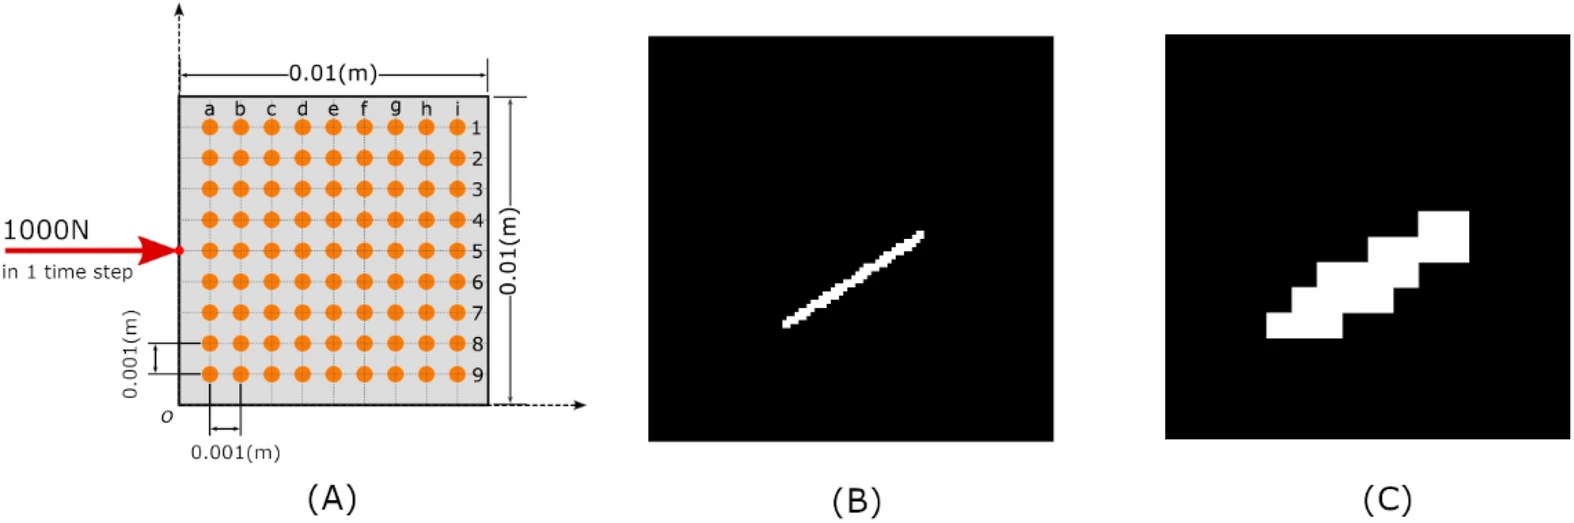 0.01(m)
a b c d e f g h i
1
2
3
4
5
6
7
8
9
1000N
in 1 time step
0.01(m)
0.001(m)
o
0.001(m)
(A)
(B)
(C)